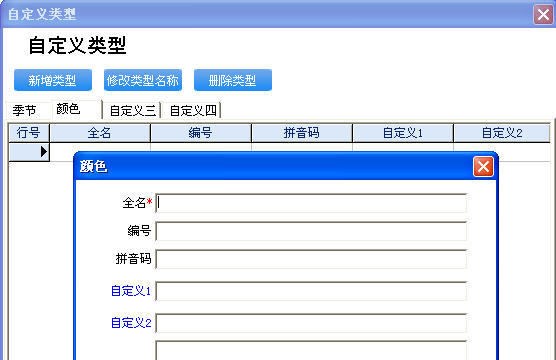 自定义类型
自定义类型
新增类型 修改类型名称 删除类型
季节 颜色 自定义三 自定义四
行号 全名 编号 拼音码 自定义1 自定义2
颜色
全名*
编号
拼音码
自定义1
自定义2